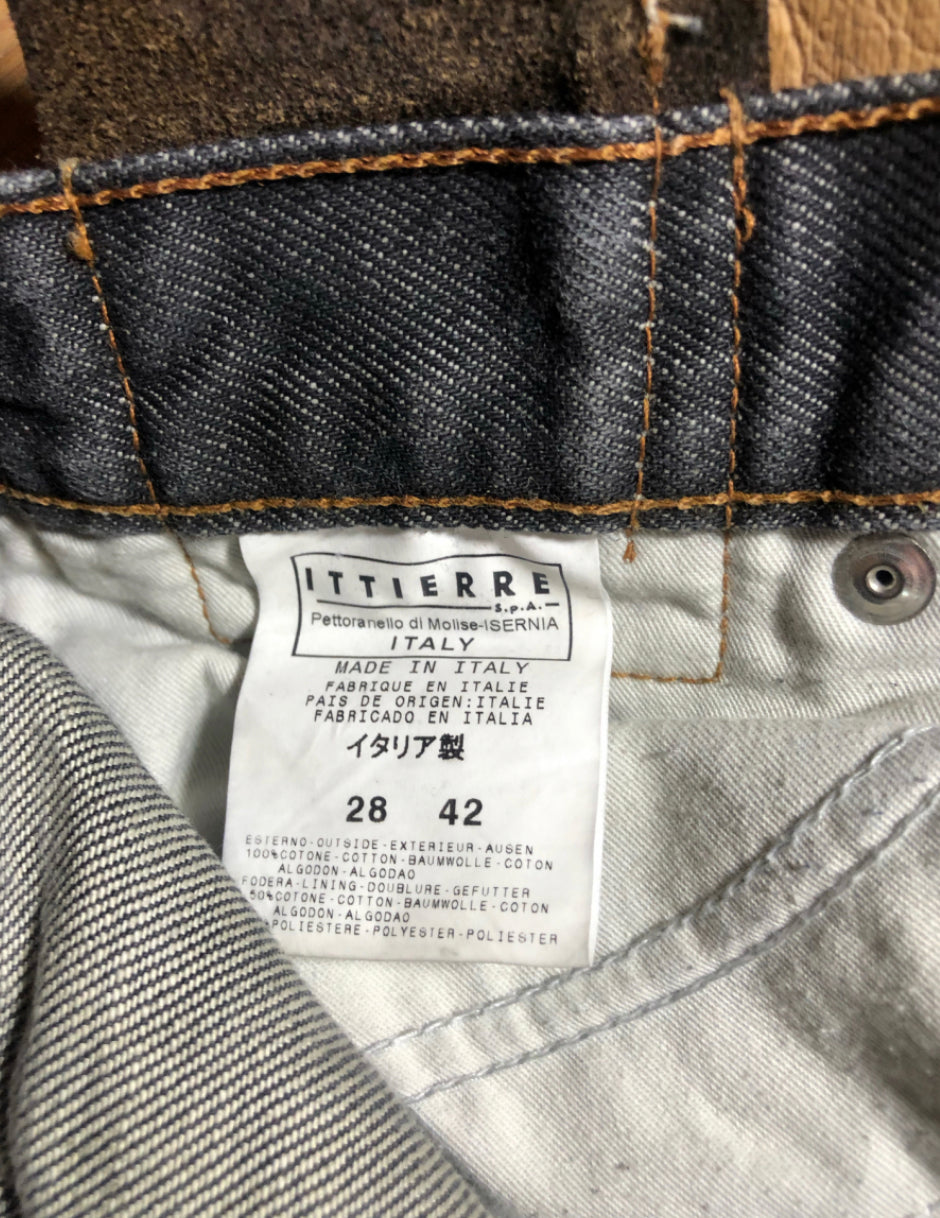 ITTIERRE
S.p.A.
Pettoranello di Molise-ISERNIA
ITALY
MADE IN ITALY
FABRIQUE EN ITALIE
PAIS DE ORIGEN:ITALIE
FABRICADO EN ITALIA
イタリア製
28 42
ESTERNO-OUTSIDE-EXTERIEUR-AUSEN
100%COTONE-COTTON-BAUMWOLLE-COTON
ALGODON-ALGODAO
FODERA-LINING-DOUBLURE-GEFUTTER
50%COTONE-COTTON-BAUMWOLLE-COTON
ALGODON-ALGODAO
POLIESTERE-POLYESTER-POLIESTER